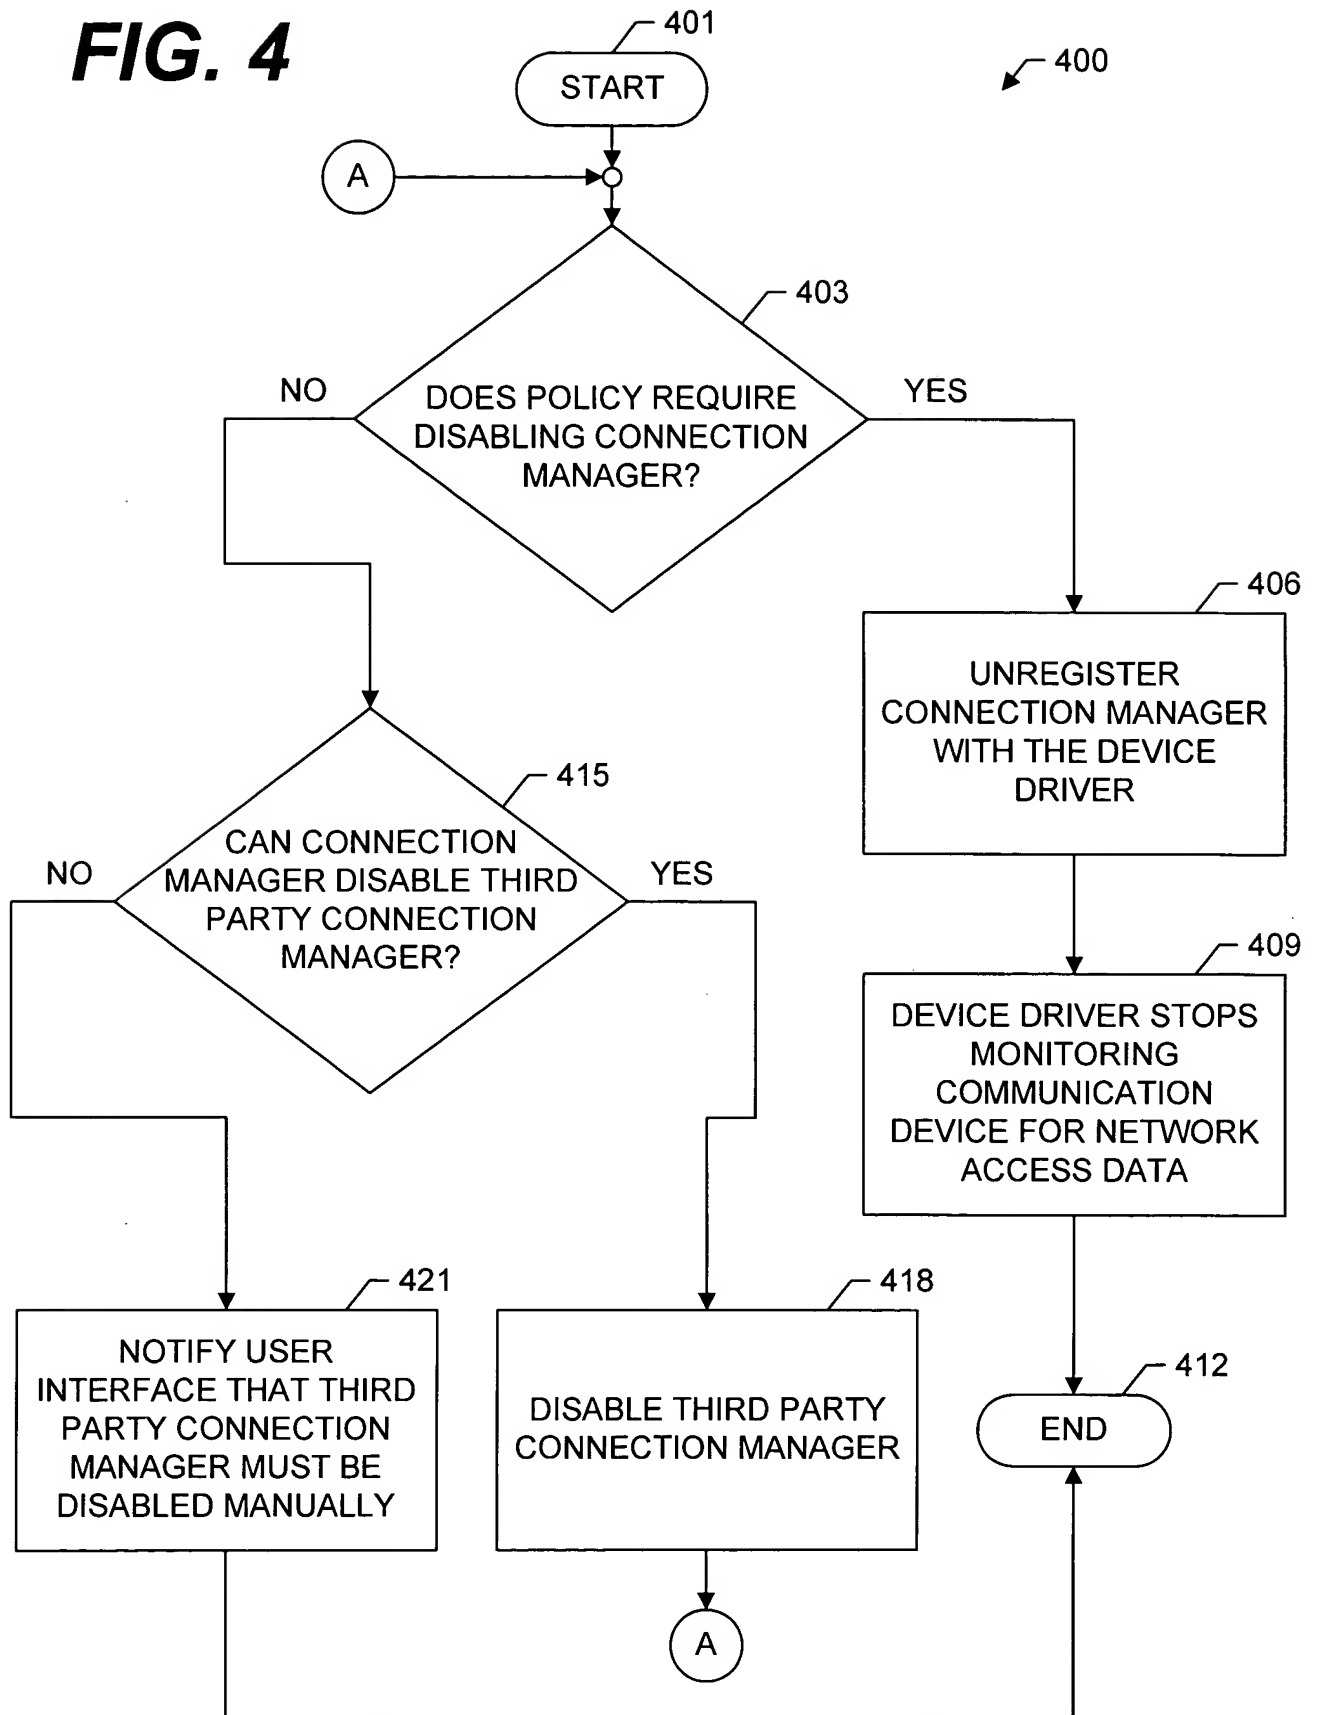 FIG. 4
401
400
START
A
403
NO
YES
DOES POLICY REQUIRE
DISABLING CONNECTION
MANAGER?
406
UNREGISTER
CONNECTION MANAGER
WITH THE DEVICE
DRIVER
415
CAN CONNECTION
MANAGER DISABLE THIRD
PARTY CONNECTION
MANAGER?
NO
YES
409
DEVICE DRIVER STOPS
MONITORING
COMMUNICATION
DEVICE FOR NETWORK
ACCESS DATA
421
NOTIFY USER
INTERFACE THAT THIRD
PARTY CONNECTION
MANAGER MUST BE
DISABLED MANUALLY
418
DISABLE THIRD PARTY
CONNECTION MANAGER
412
END
A